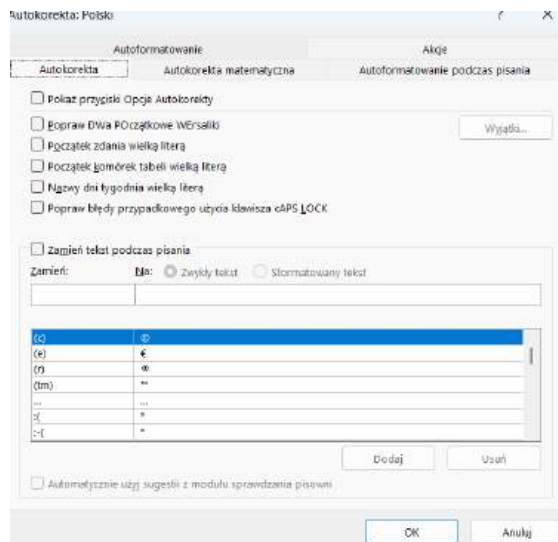 Autokorekta: Polski ? ×
Autoformatowanie Akcje
Autokorekta Autokorekta matematyczna Autoformatowanie podczas pisania
Pokaż przyciski Opcje Autokorekty
Popraw DWa POczątkowe WErsaliki Wyjątki...
Początek zdania wielką literą
Początek komórek tabeli wielką literą
Nazwy dni tygodnia wielką literą
Popraw błędy przypadkowego użycia klawisza cAPS LOCK
Zamień tekst podczas pisania
Zamień: Na: Zwykły tekst Sformatowany tekst
(c) ©
(e) €
(r) ®
(tm) ™
... ...
:(
:-(
Dodaj Usuń
Automatycznie użyj sugestii z modułu sprawdzania pisowni
OK Anuluj